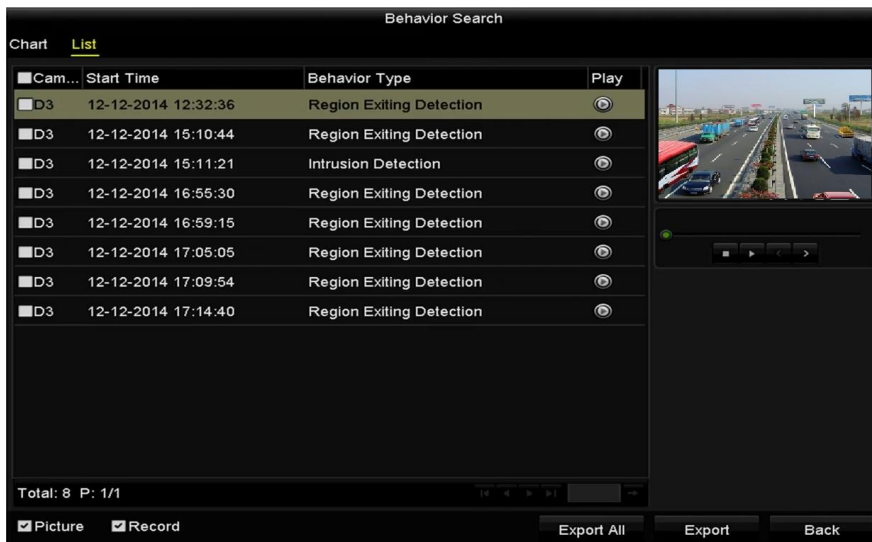 Behavior Search
Chart List
Cam... Start Time Behavior Type Play
D3 12-12-2014 12:32:36 Region Exiting Detection
D3 12-12-2014 15:10:44 Region Exiting Detection
D3 12-12-2014 15:11:21 Intrusion Detection
D3 12-12-2014 16:55:30 Region Exiting Detection
D3 12-12-2014 16:59:15 Region Exiting Detection
D3 12-12-2014 17:05:05 Region Exiting Detection
D3 12-12-2014 17:09:54 Region Exiting Detection
D3 12-12-2014 17:14:40 Region Exiting Detection
Total: 8 P: 1/1
Picture Record Export All Export Back